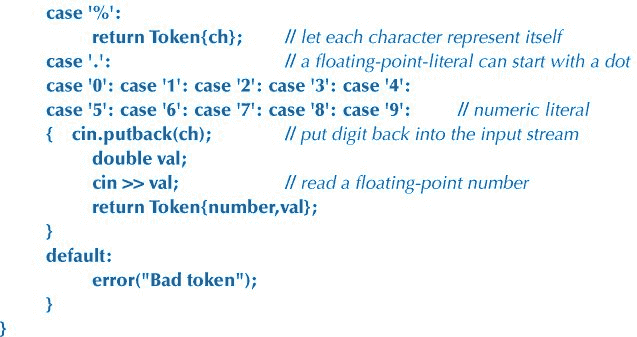 case '%':
return Token{ch}; // let each character represent itself
case '.': // a floating-point-literal can start with a dot
case '0': case '1': case '2': case '3': case '4':
case '5': case '6': case '7': case '8': case '9': // numeric literal
{ cin.putback(ch); // put digit back into the input stream
double val;
cin >> val; // read a floating-point number
return Token{number,val};
}
default:
error("Bad token");
}
}